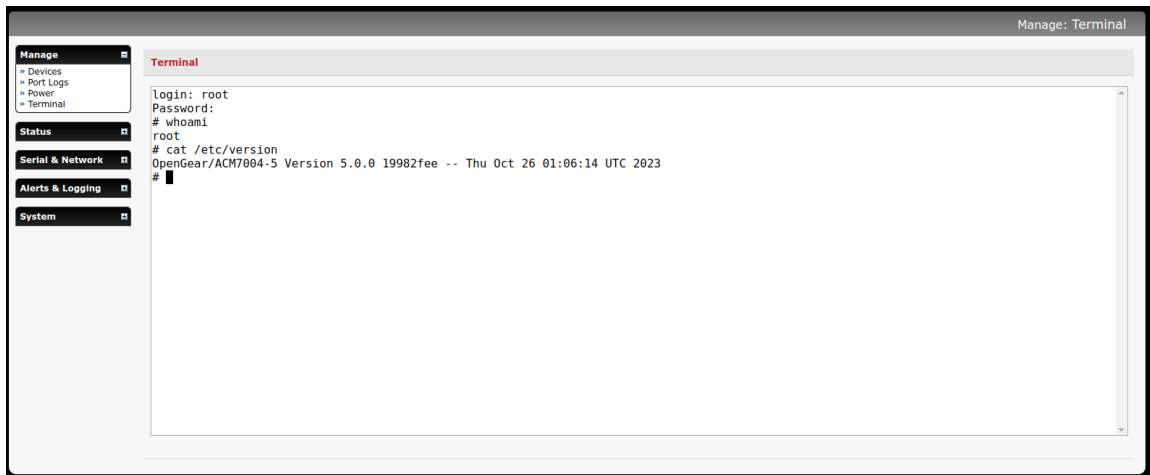 Manage: Terminal
Manage
» Devices
» Port Logs
» Power
» Terminal
Status
Serial & Network
Alerts & Logging
System
Terminal
login: root
Password:
# whoami
root
# cat /etc/version
OpenGear/ACM7004-5 Version 5.0.0 19982fee -- Thu Oct 26 01:06:14 UTC 2023
#